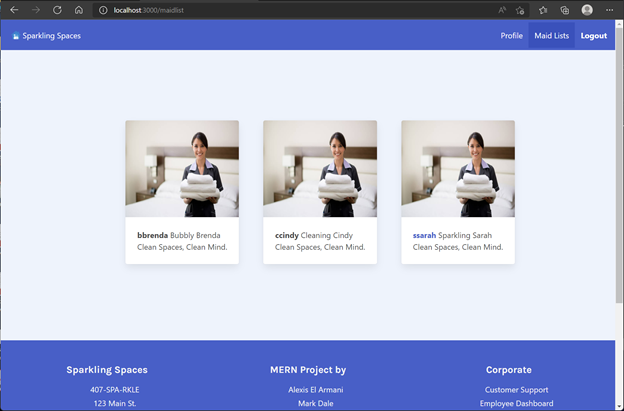 localhost:3000/maidlist
Sparkling Spaces
Profile
Maid Lists
Logout
bbrenda Bubbly Brenda
Clean Spaces, Clean Mind.
ccindy Cleaning Cindy
Clean Spaces, Clean Mind.
ssarah Sparkling Sarah
Clean Spaces, Clean Mind.
Sparkling Spaces
407-SPA-RKLE
123 Main St.
MERN Project by
Alexis El Armani
Mark Dale
Corporate
Customer Support
Employee Dashboard